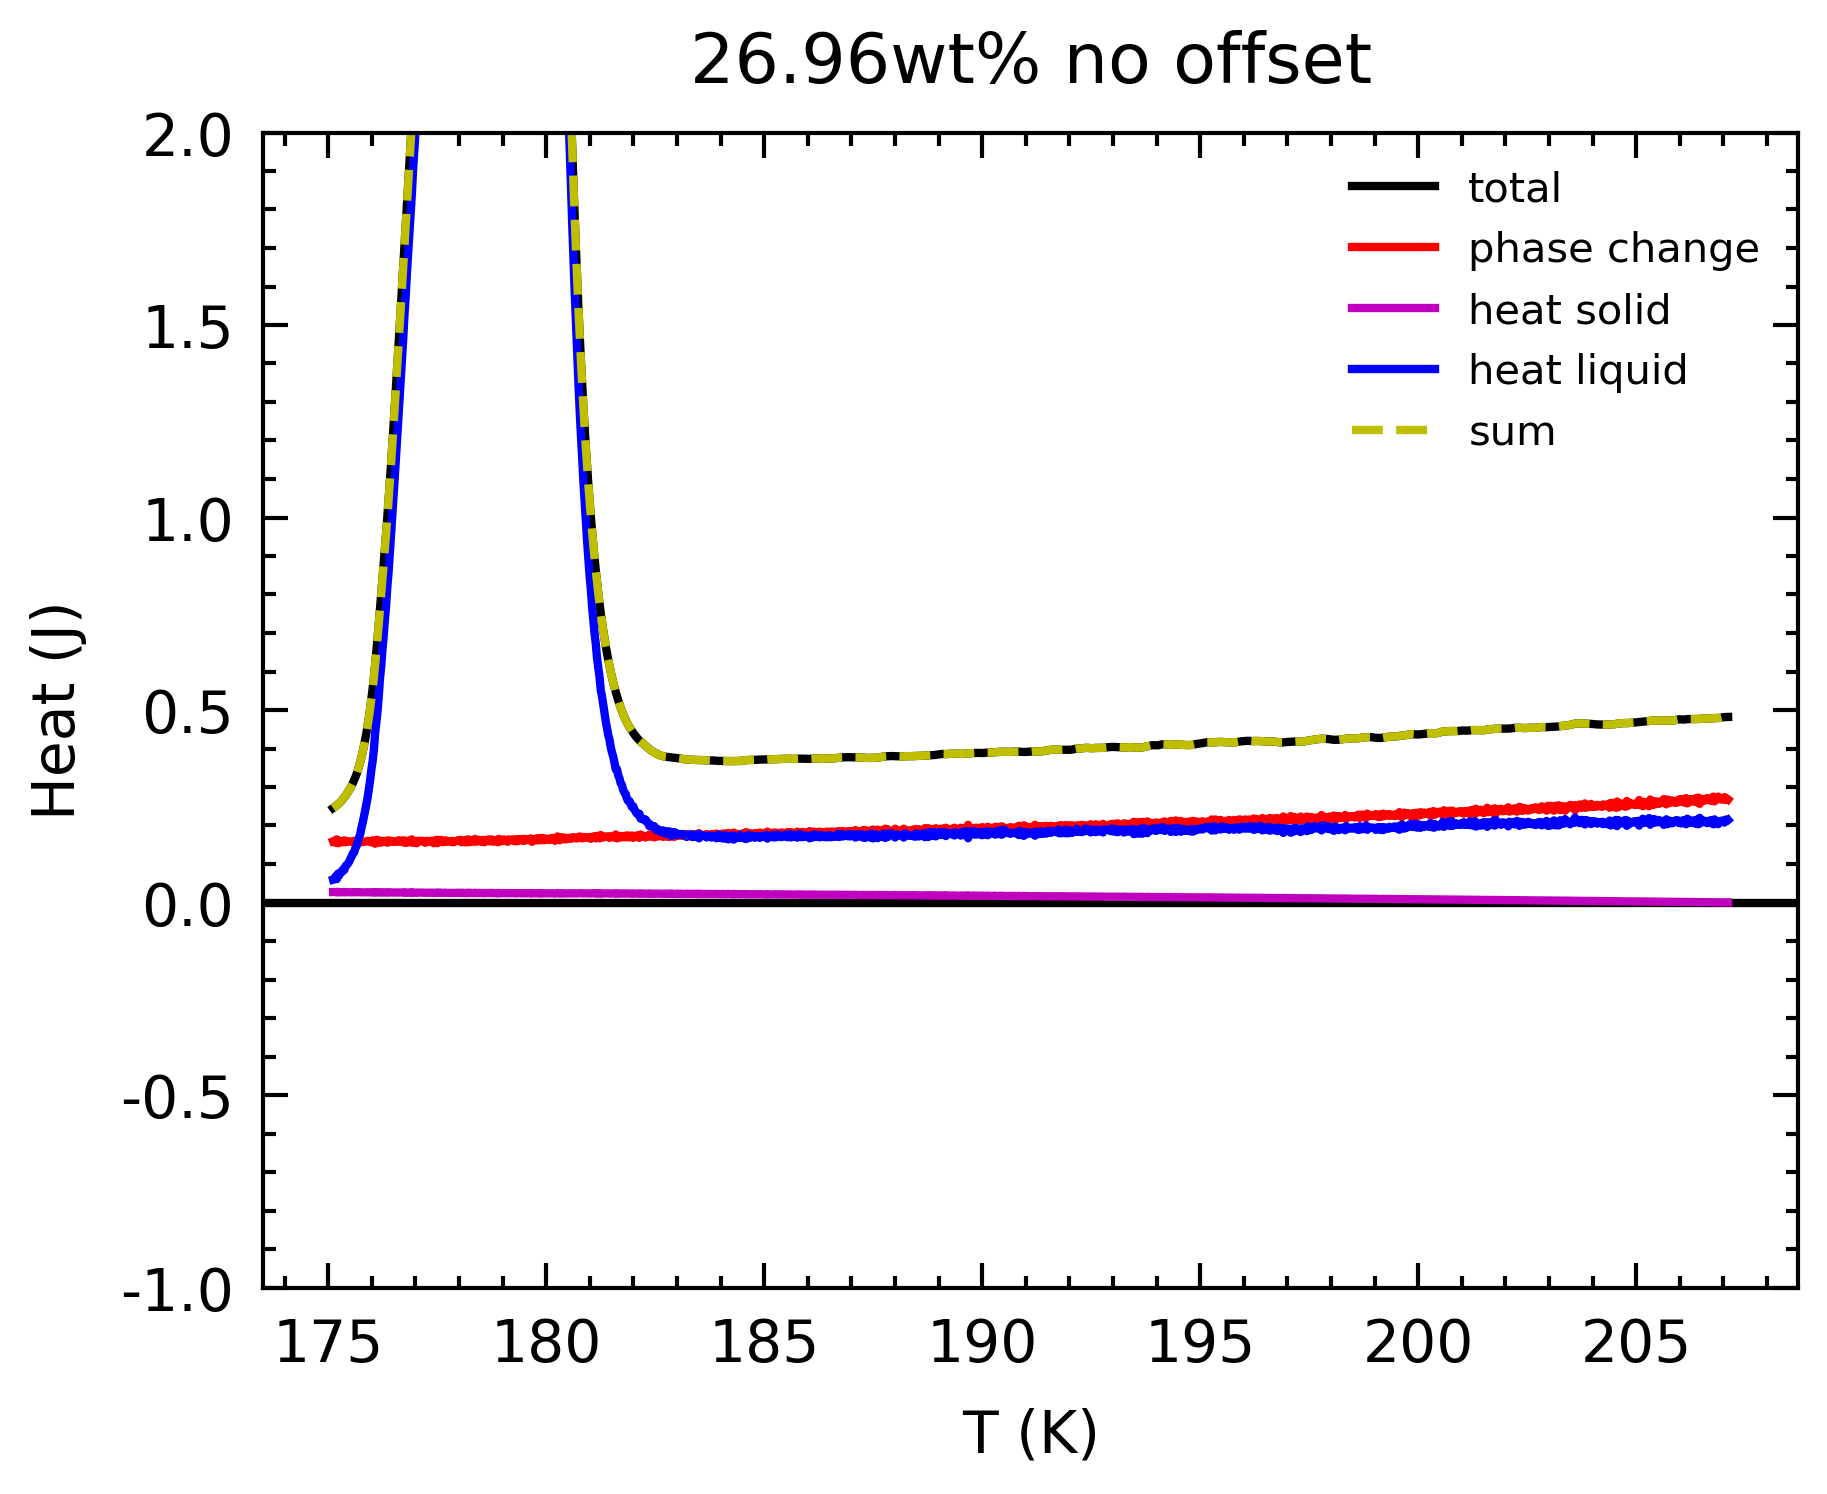 26.96wt% no offset
2.0
1.5
1.0
0.5
0.0
-0.5
-1.0
Heat (J)
total
phase change
heat solid
heat liquid
sum
175 180 185 190 195 200 205
T (K)